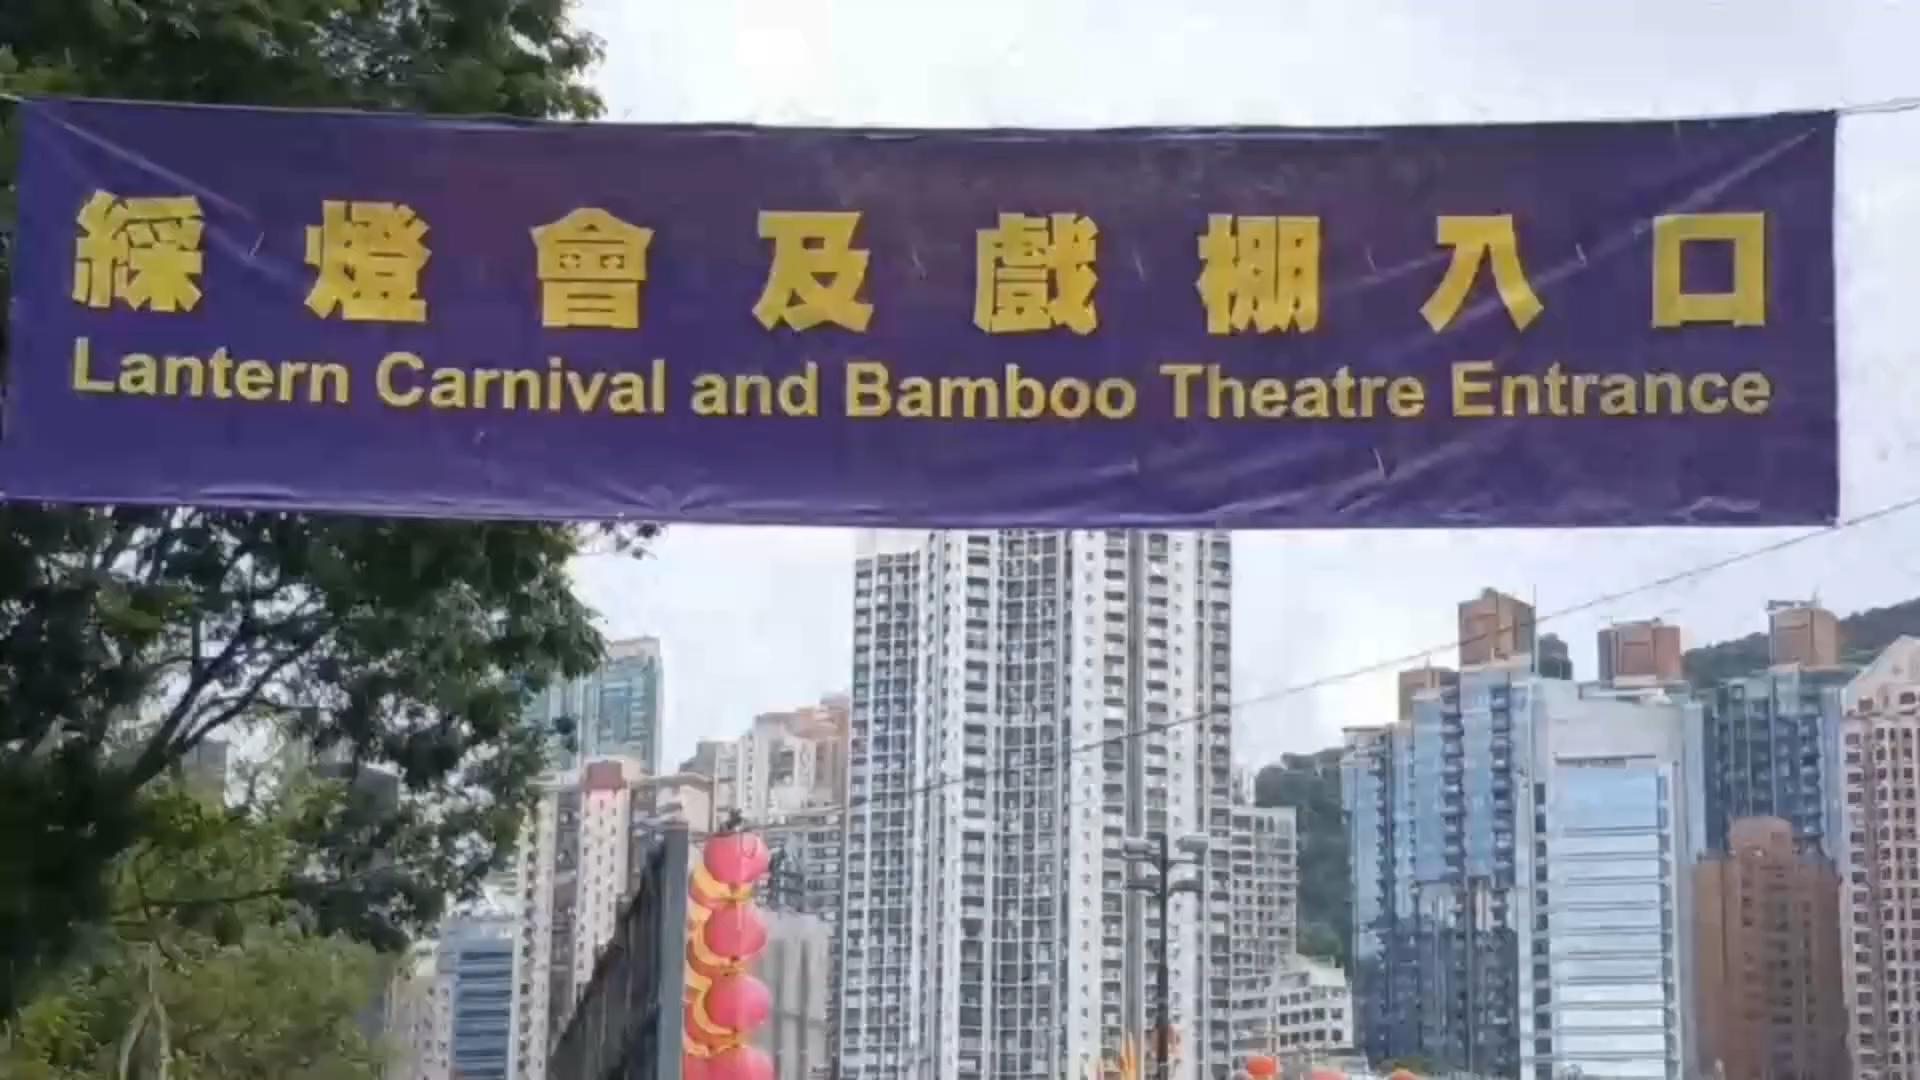 綵燈會及戲棚入口
Lantern Carnival and Bamboo Theatre Entrance